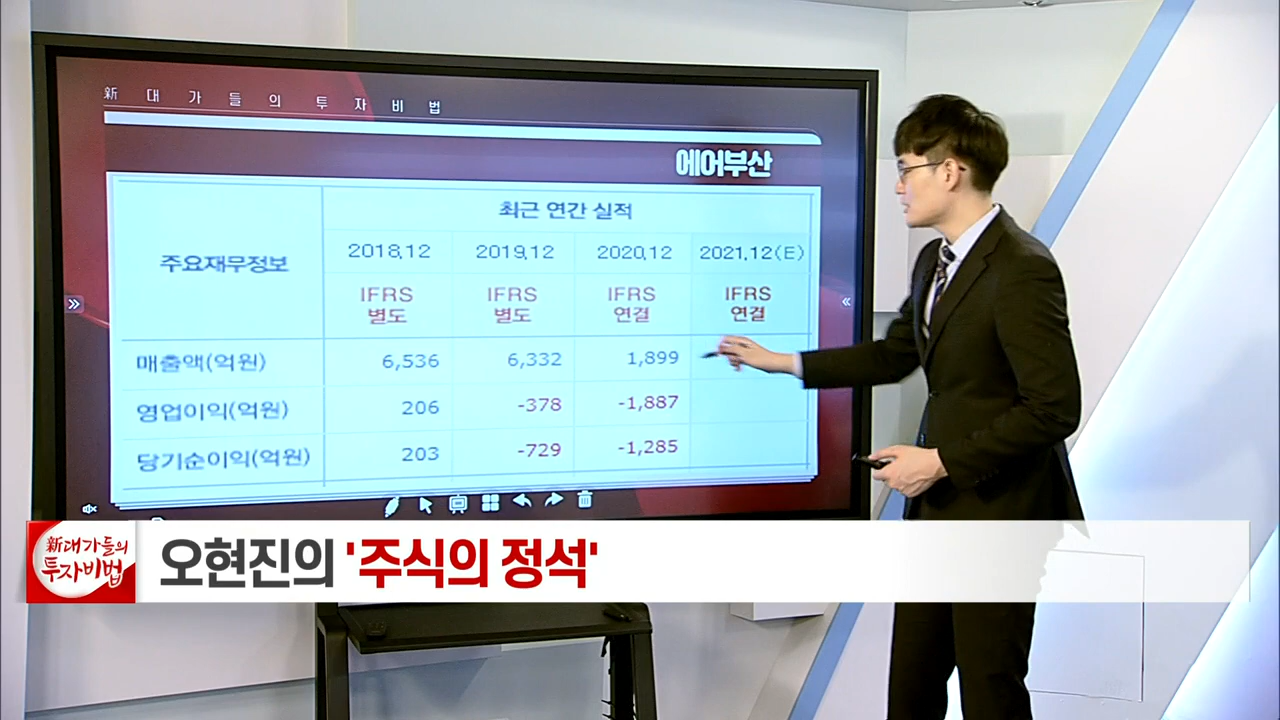 新 대 가 들 의 투 자 비 법
에어부산
주요재무정보
최근 연간 실적
2018.12 2019.12 2020.12 2021.12(E)
IFRS 별도 IFRS 별도 IFRS 연결 IFRS 연결
매출액(억원) 6,536 6,332 1,899
영업이익(억원) 206 -378 -1,887
당기순이익(억원) 203 -729 -1,285
新대가들의
투자비법
오현진의 '주식의 정석'